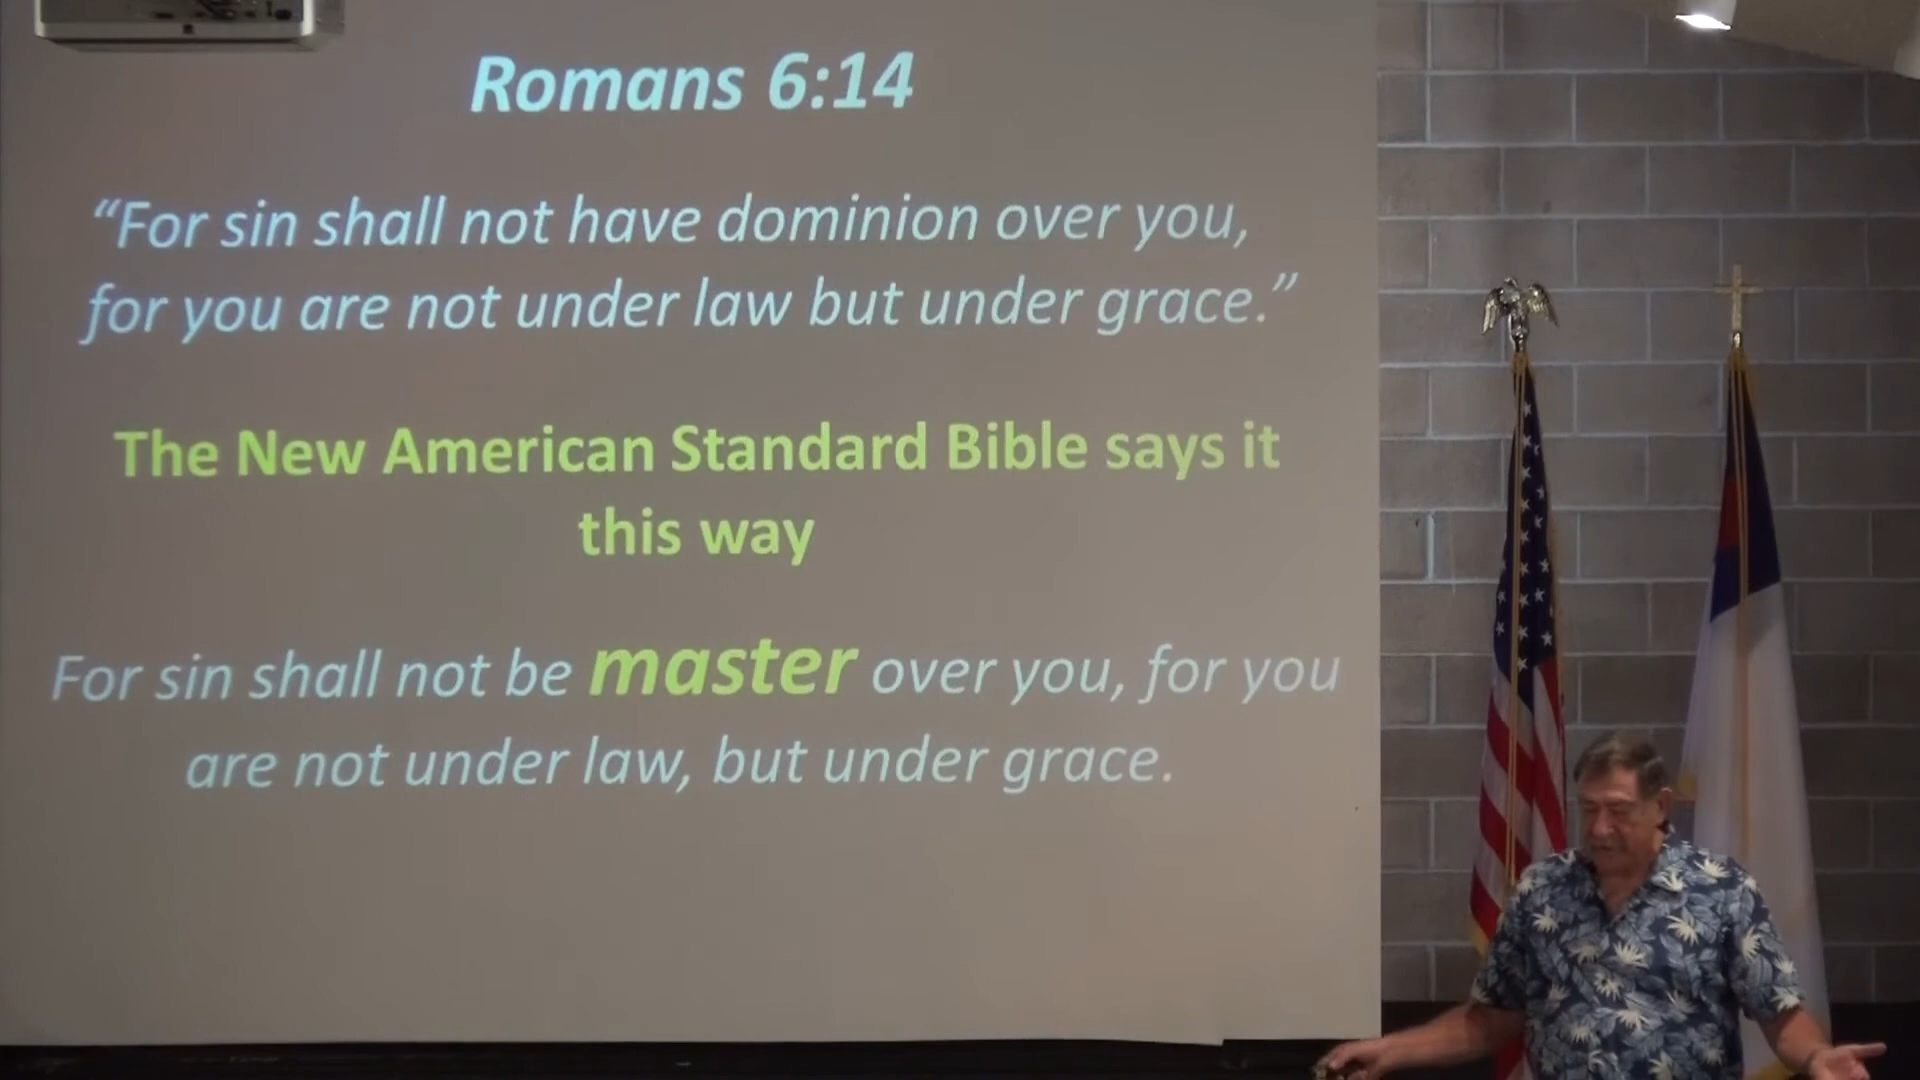 Romans 6:14
“For sin shall not have dominion over you,
for you are not under law but under grace.”
The New American Standard Bible says it
this way
For sin shall not be master over you, for you
are not under law, but under grace.